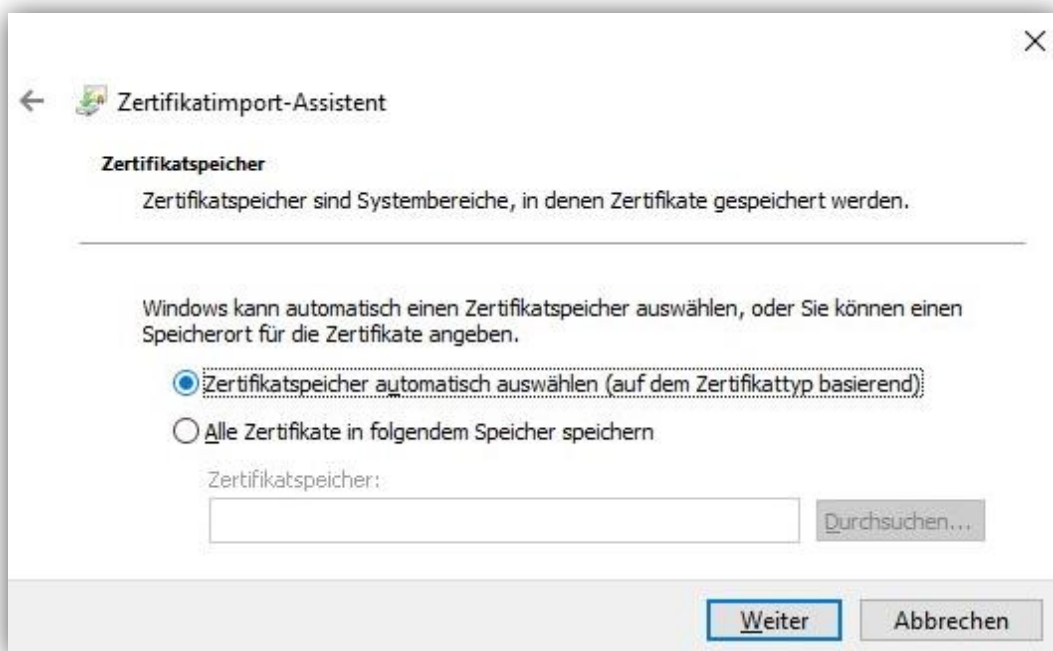 Zertifikatimport-Assistent
Zertifikatspeicher
Zertifikatspeicher sind Systembereiche, in denen Zertifikate gespeichert werden.
Windows kann automatisch einen Zertifikatspeicher auswählen, oder Sie können einen
Speicherort für die Zertifikate angeben.
Zertifikatspeicher automatisch auswählen (auf dem Zertifikattyp basierend)
Alle Zertifikate in folgendem Speicher speichern
Zertifikatspeicher:
Durchsuchen...
Weiter Abbrechen